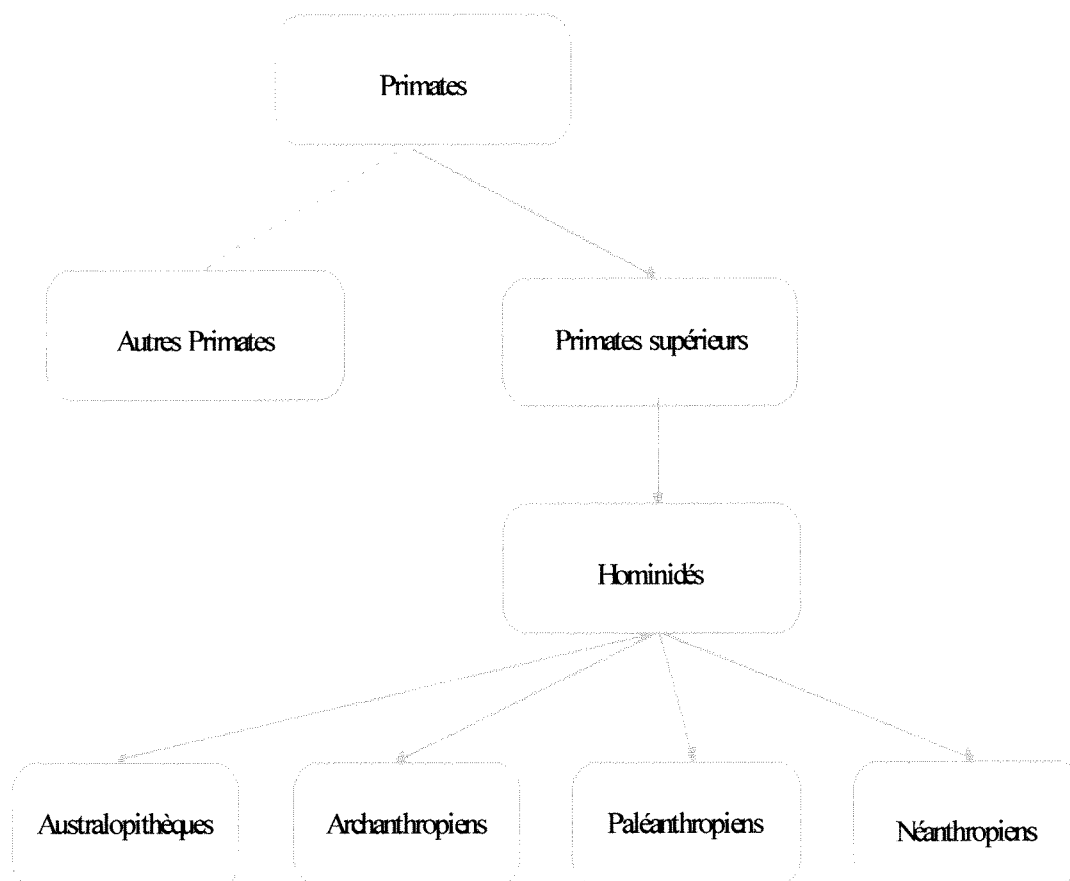 Primates
Autres Primates
Primates supérieurs
Hominidés
Australopithèques
Archanthropiens
Paléanthropiens
Néanthropiens